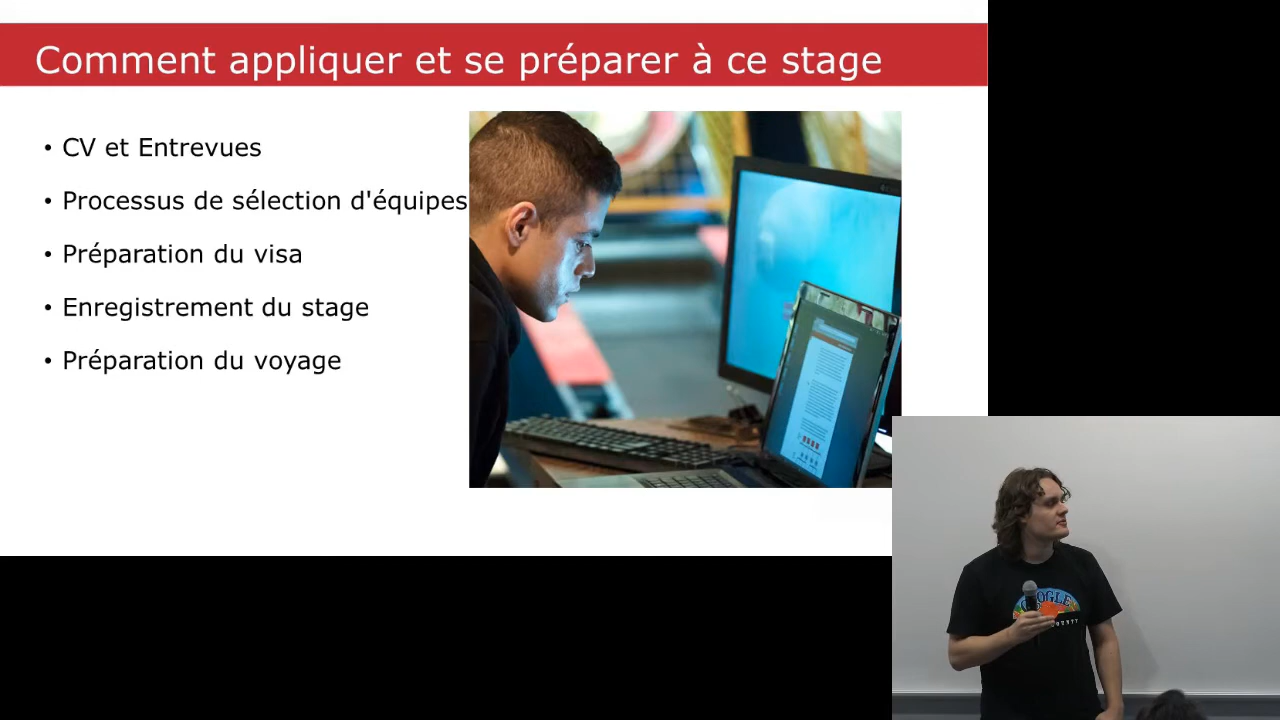 Comment appliquer et se préparer à ce stage
• CV et Entrevues
• Processus de sélection d'équipes
• Préparation du visa
• Enregistrement du stage
• Préparation du voyage
GOOGLE